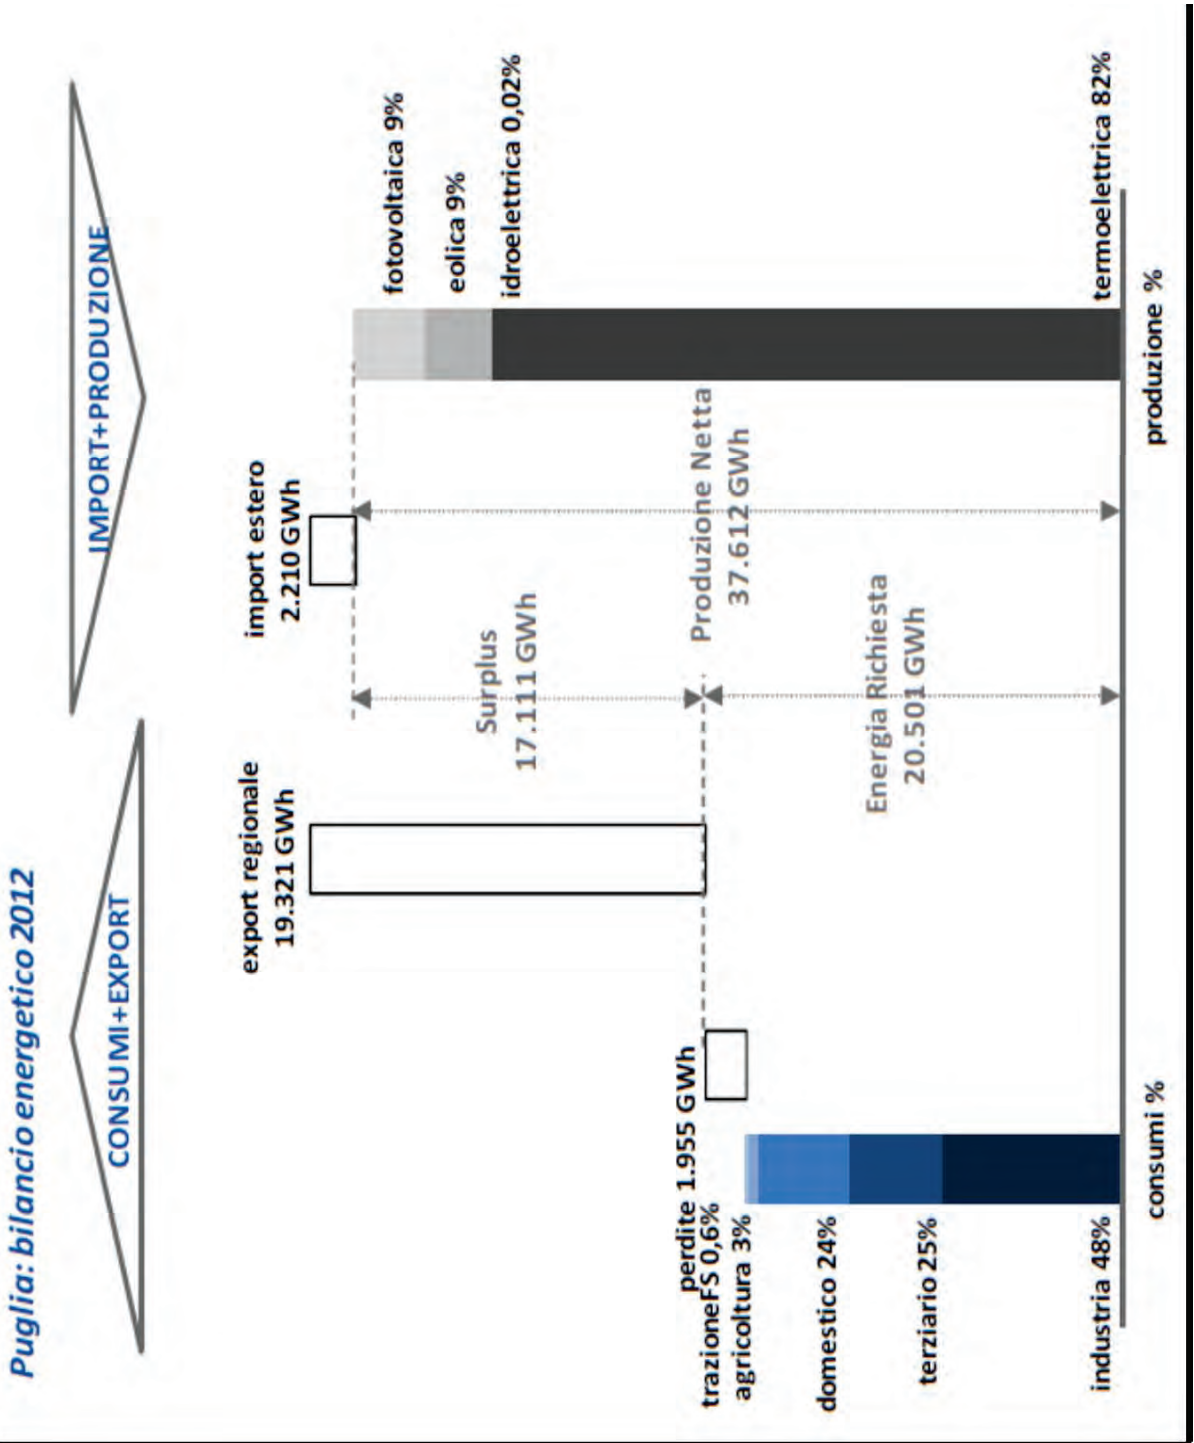 Puglia: bilancio energetico 2012
CONSUMI+EXPORT
IMPORT+PRODUZIONE
export regionale
19.321 GWh
import estero
2.210 GWh
fotovoltaica 9%
eolica 9%
idroelettrica 0,02%
termoelettrica 82%
Surplus
17.111 GWh
Produzione Netta
37.612 GWh
Energia Richiesta
20.501 GWh
perdite 1.955 GWh
trazioneFS 0,6%
agricoltura 3%
domestico 24%
terziario 25%
industria 48%
consumi %
produzione %